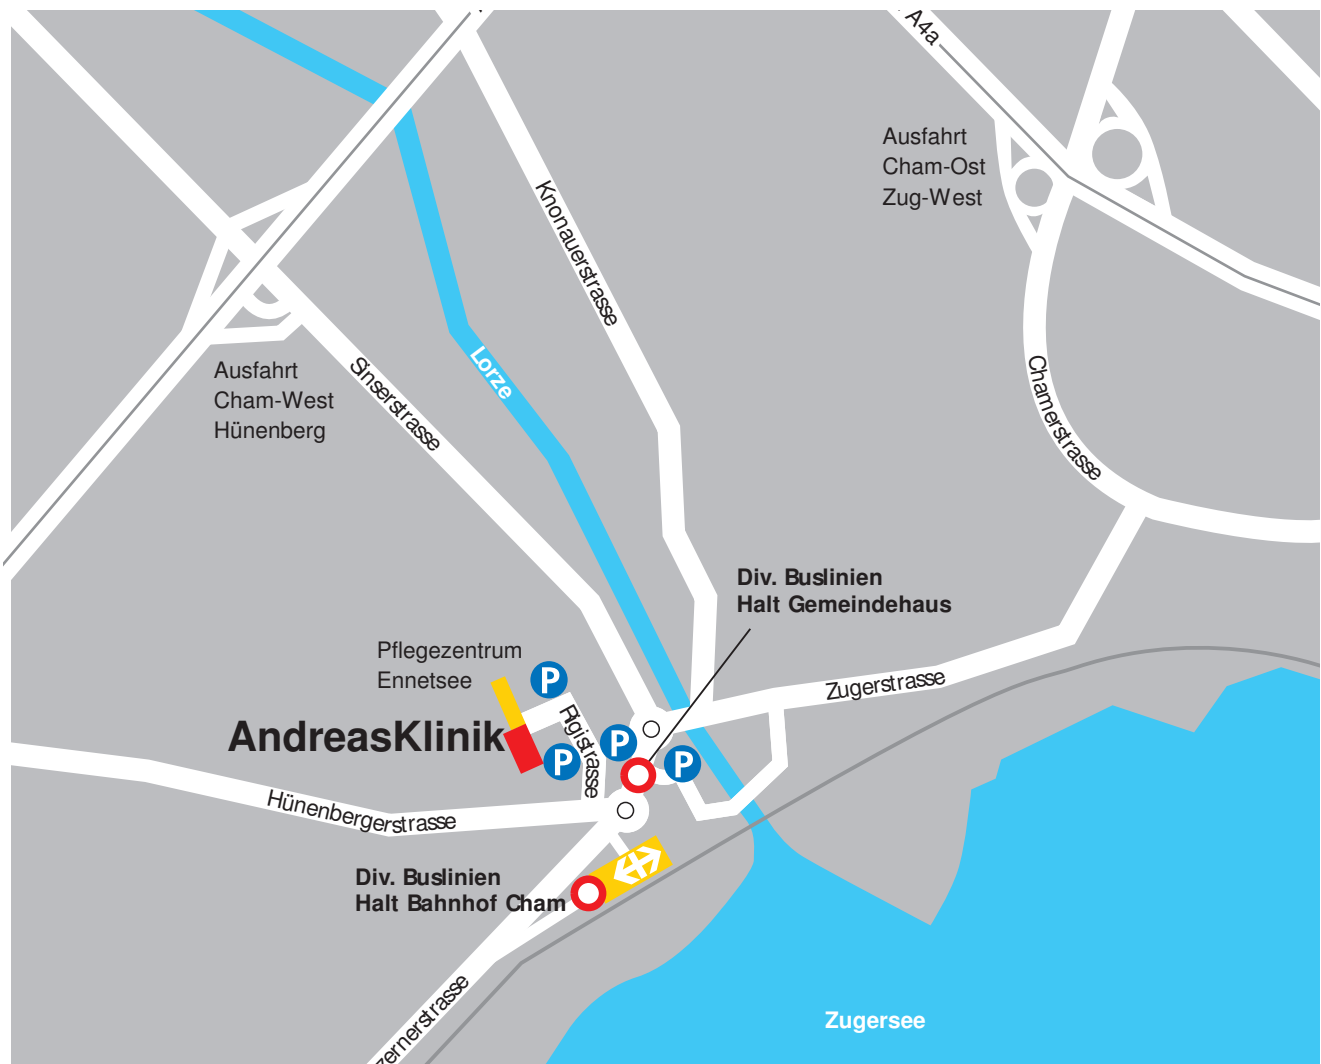 A4a
Ausfahrt
Cham-Ost
Zug-West
Knonauerstrasse
Lorze
Sinserstrasse
Ausfahrt
Cham-West
Hünenberg
Chamerstrasse
Div. Buslinien
Halt Gemeindehaus
Pflegezentrum
Ennetsee
P
AndreasKlinik
Rigistrasse
P
P
P
Zugerstrasse
Hünenbergerstrasse
Div. Buslinien
Halt Bahnhof Cham
zernerstrasse
Zugersee